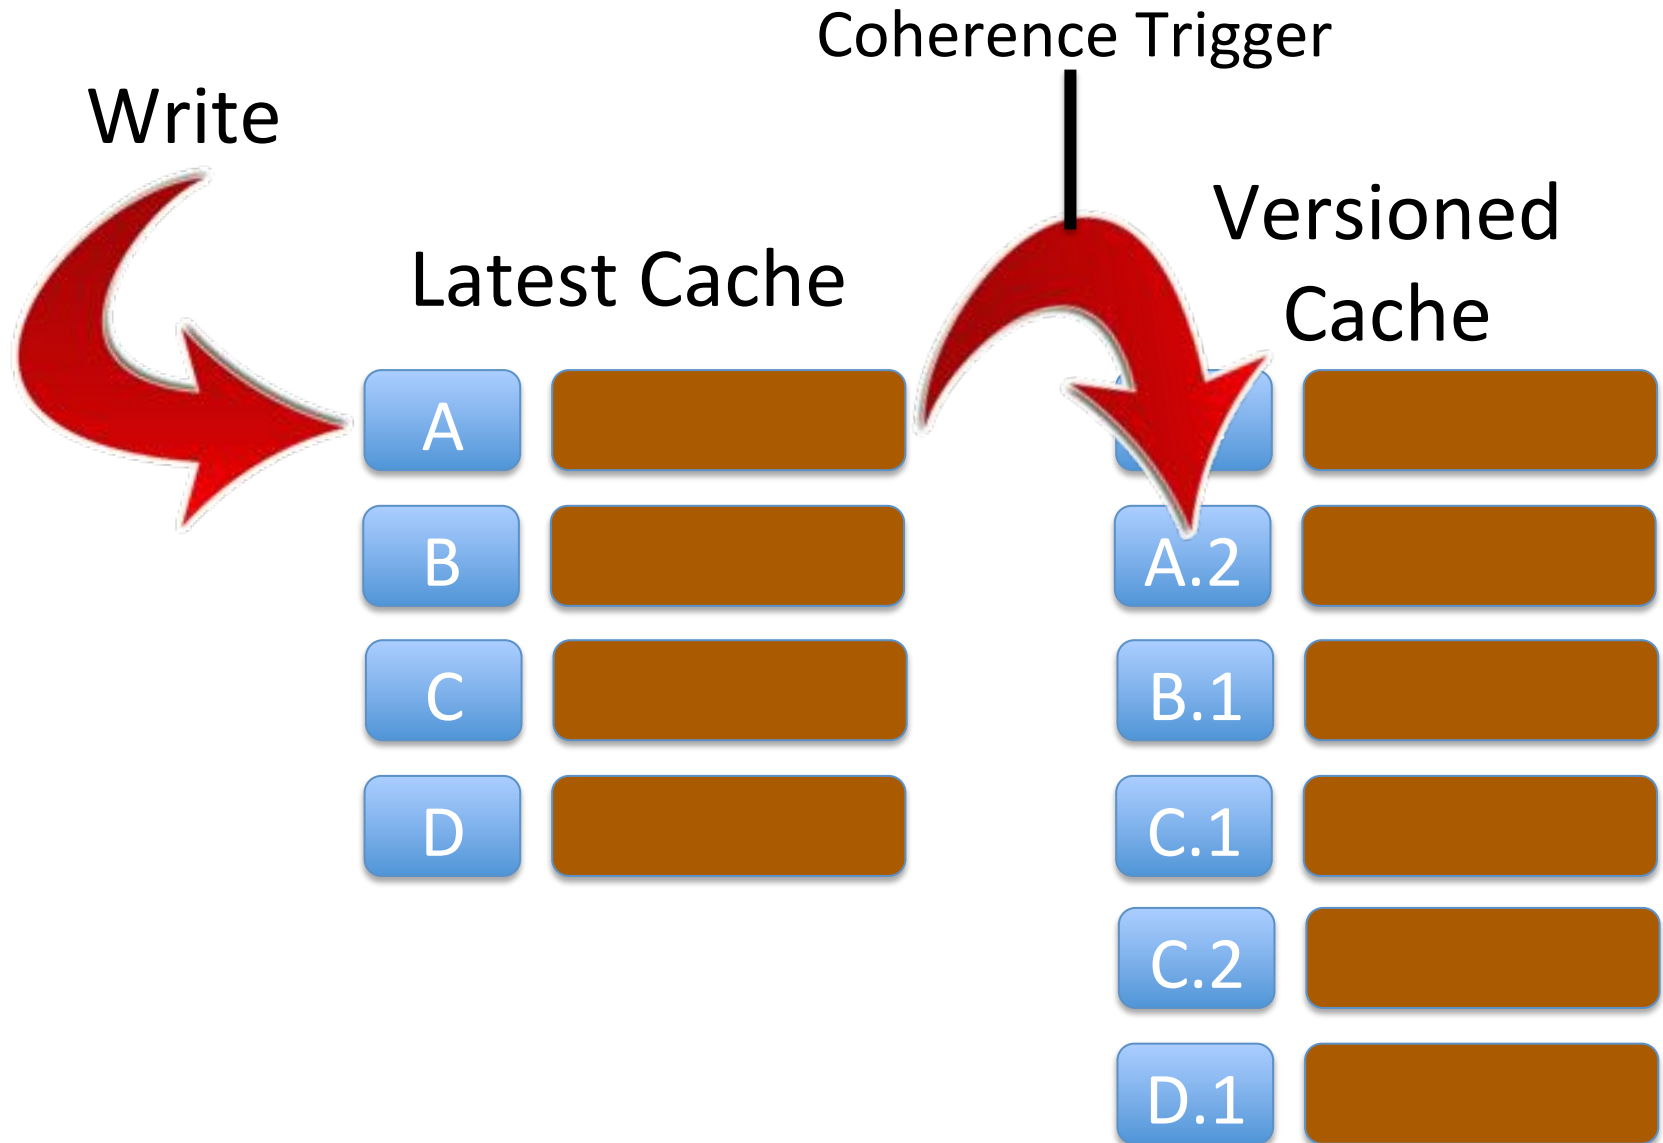 Coherence Trigger
Write
Latest Cache
Versioned
Cache
A
B
C
D
A.2
B.1
C.1
C.2
D.1